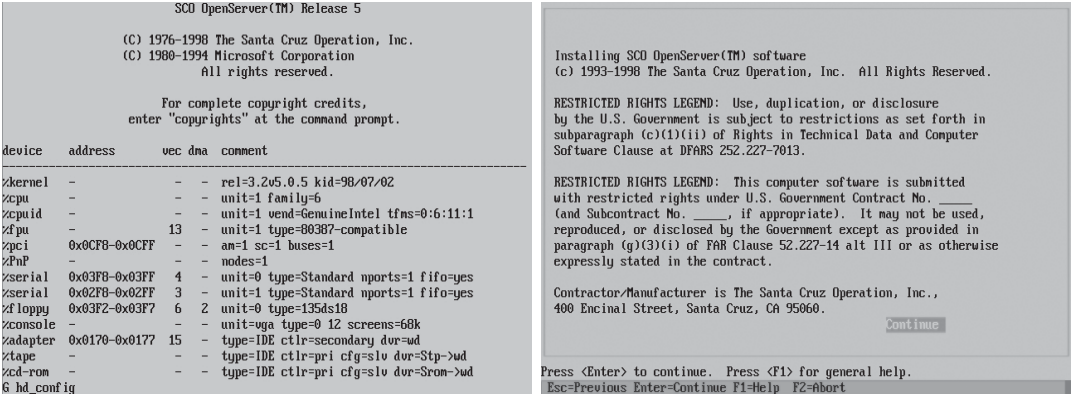 SCO OpenServer(TM) Release 5
(C) 1976-1998 The Santa Cruz Operation, Inc.
(C) 1980-1994 Microsoft Corporation
All rights reserved.
For complete copyright credits,
enter "copyrights" at the command prompt.
device address vec dma comment
--------------------------------------------------------------------------------
%kernel - - - rel=3.2v5.0.5 kid=98/07/02
%cpu - - - unit=1 family=6
%cpuid - - - unit=1 vend=GenuineIntel tfms=0:6:11:1
%fpu - 13 - unit=1 type=80387-compatible
%pci 0x0CF8-0x0CFF - - am=1 sc=1 buses=1
%PnP - - - nodes=1
%serial 0x03F8-0x03FF 4 - unit=0 type=Standard nports=1 fifo=yes
%serial 0x02F8-0x02FF 3 - unit=1 type=Standard nports=1 fifo=yes
%floppy 0x03F2-0x03F7 6 2 unit=0 type=135ds18
%console - - - unit=vga type=0 12 screens=68k
%adapter 0x0170-0x0177 15 - type=IDE ctlr=secondary dvr=wd
%tape - - - type=IDE ctlr=pri cfg=slv dvr=Stp->wd
%cd-rom - - - type=IDE ctlr=pri cfg=slv dvr=Srom->wd
G hd_config
Installing SCO OpenServer(TM) software
(c) 1993-1998 The Santa Cruz Operation, Inc. All Rights Reserved.
RESTRICTED RIGHTS LEGEND: Use, duplication, or disclosure
by the U.S. Government is subject to restrictions as set forth in
subparagraph (c)(1)(ii) of Rights in Technical Data and Computer
Software Clause at DFARS 252.227-7013.
RESTRICTED RIGHTS LEGEND: This computer software is submitted
with restricted rights under U.S. Government Contract No. _____
(and Subcontract No. _____, if appropriate). It may not be used,
reproduced, or disclosed by the Government except as provided in
paragraph (g)(3)(i) of FAR Clause 52.227-14 alt III or as otherwise
expressly stated in the contract.
Contractor/Manufacturer is The Santa Cruz Operation, Inc.,
400 Encinal Street, Santa Cruz, CA 95060.
Continue
Press <Enter> to continue. Press <F1> for general help.
Esc=Previous Enter=Continue F1=Help F2=Abort